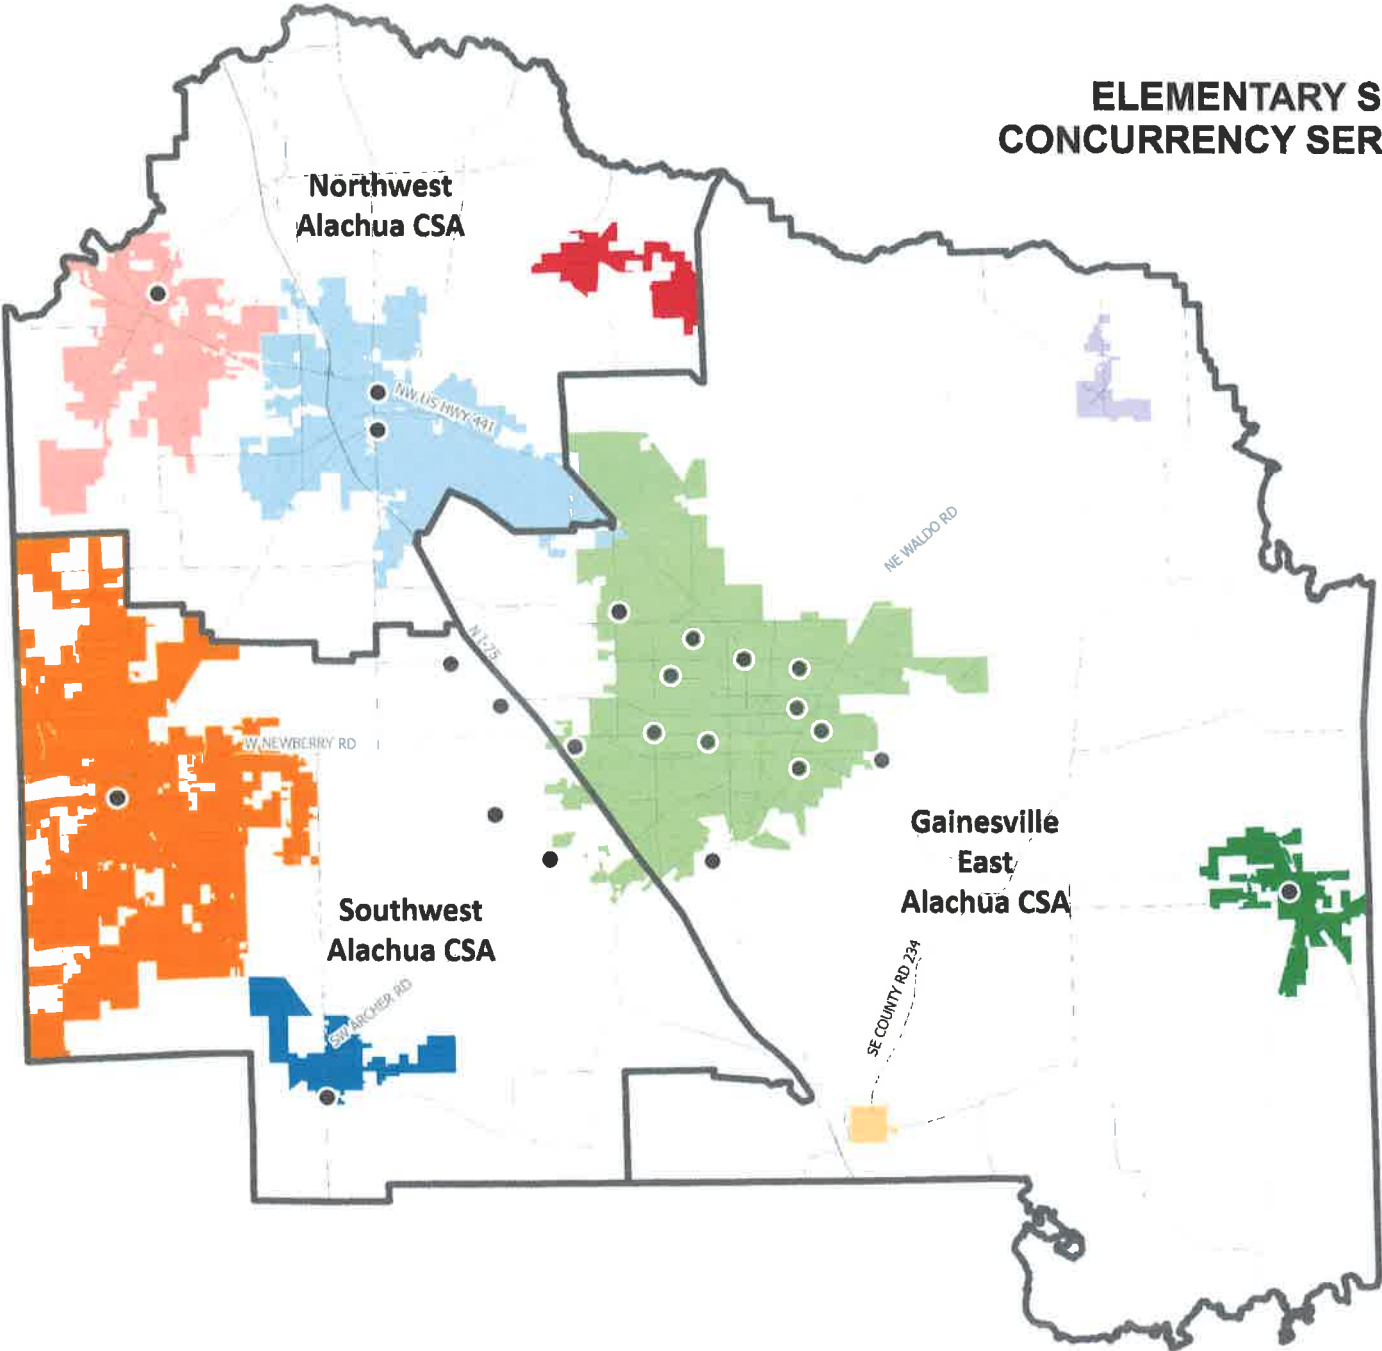 ELEMENTARY S
CONCURRENCY SER
Northwest
Alachua CSA
NW US HWY 441
NE WALDO RD
N I-75
W NEWBERRY RD
Gainesville
East
Alachua CSA
Southwest
Alachua CSA
SW ARCHER RD
SE COUNTY RD 234